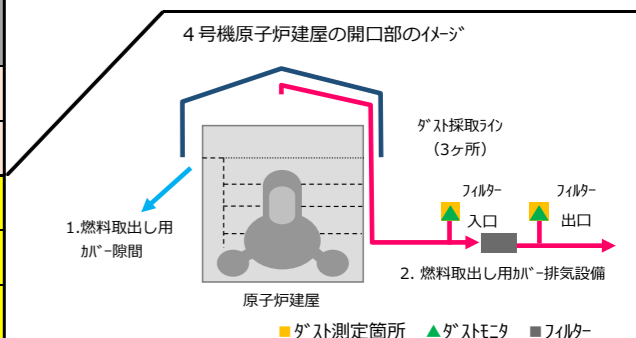 ４号機原子炉建屋の開口部のｲﾒｰｼﾞ
ﾀﾞｽﾄ採取ﾗｲﾝ
（3ヶ所）
ﾌｨﾙﾀｰ
入口
ﾌｨﾙﾀｰ
出口
1.燃料取出し用
ｶﾊﾞｰ隙間
2. 燃料取出し用ｶﾊﾞｰ排気設備
原子炉建屋
■ﾀﾞｽﾄ測定箇所 ▲ﾀﾞｽﾄﾓﾆﾀ ■ﾌｨﾙﾀｰ